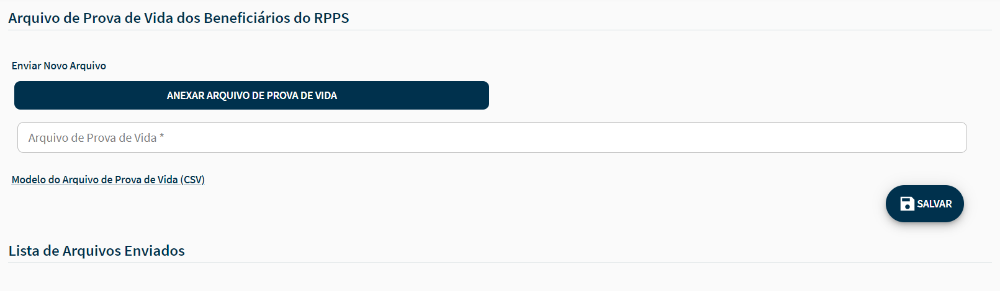 Arquivo de Prova de Vida dos Beneficiários do RPPS
Enviar Novo Arquivo
ANEXAR ARQUIVO DE PROVA DE VIDA
Arquivo de Prova de Vida *
Modelo do Arquivo de Prova de Vida (CSV)
SALVAR
Lista de Arquivos Enviados